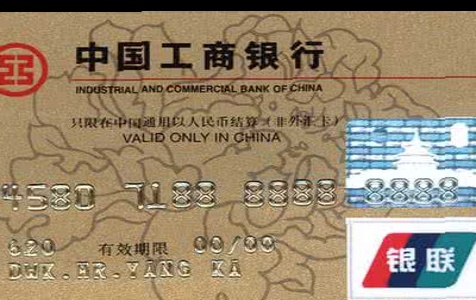 中国工商银行
INDUSTRIAL AND COMMERCIAL BANK OF CHINA
只限在中国通用以人民币结算（非外汇卡）
VALID ONLY IN CHINA
4580 7188 8888 8888
620 有效期限 00/00
DWK.HR.YANG KA
银联